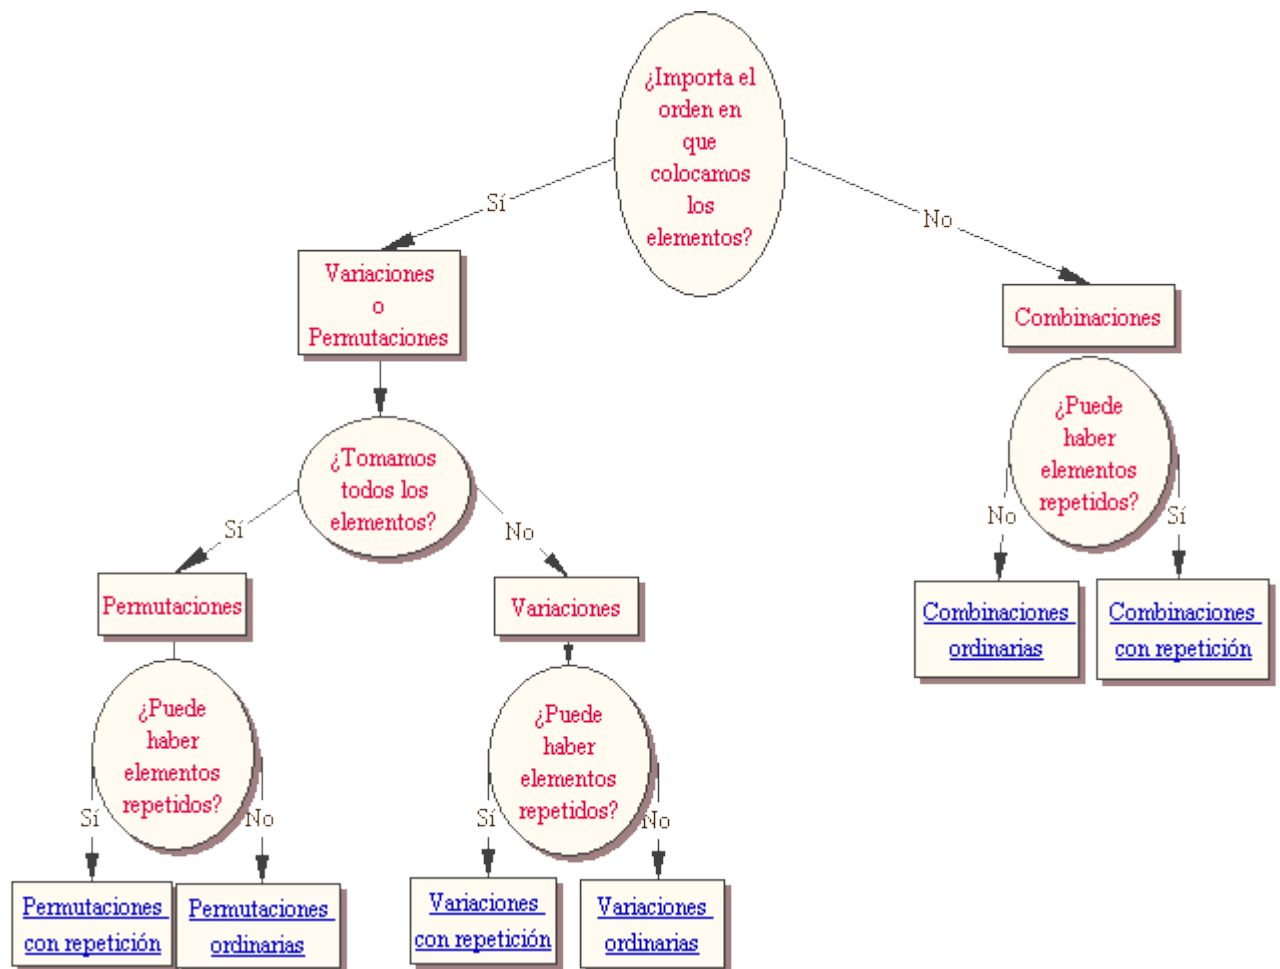 ¿Importa el
orden en
que
colocamos
los
elementos?
Sí
No
Variaciones
o
Permutaciones
Combinaciones
¿Tomamos
todos los
elementos?
¿Puede
haber
elementos
repetidos?
Sí
No
No
Sí
Permutaciones
Variaciones
Combinaciones
ordinarias
Combinaciones
con repetición
¿Puede
haber
elementos
repetidos?
¿Puede
haber
elementos
repetidos?
Sí
No
Sí
No
Permutaciones
con repetición
Permutaciones
ordinarias
Variaciones
con repetición
Variaciones
ordinarias